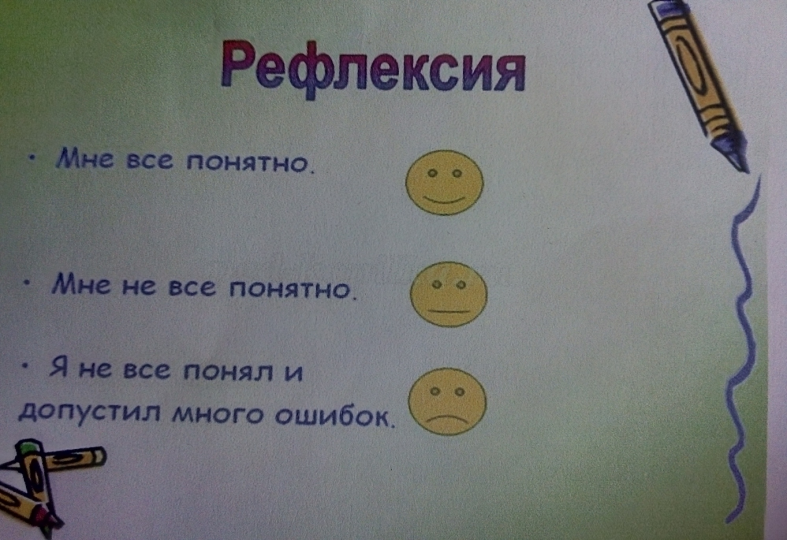 Рефлексия
• Мне все понятно.
• Мне не все понятно.
• Я не все понял и
допустил много ошибок.